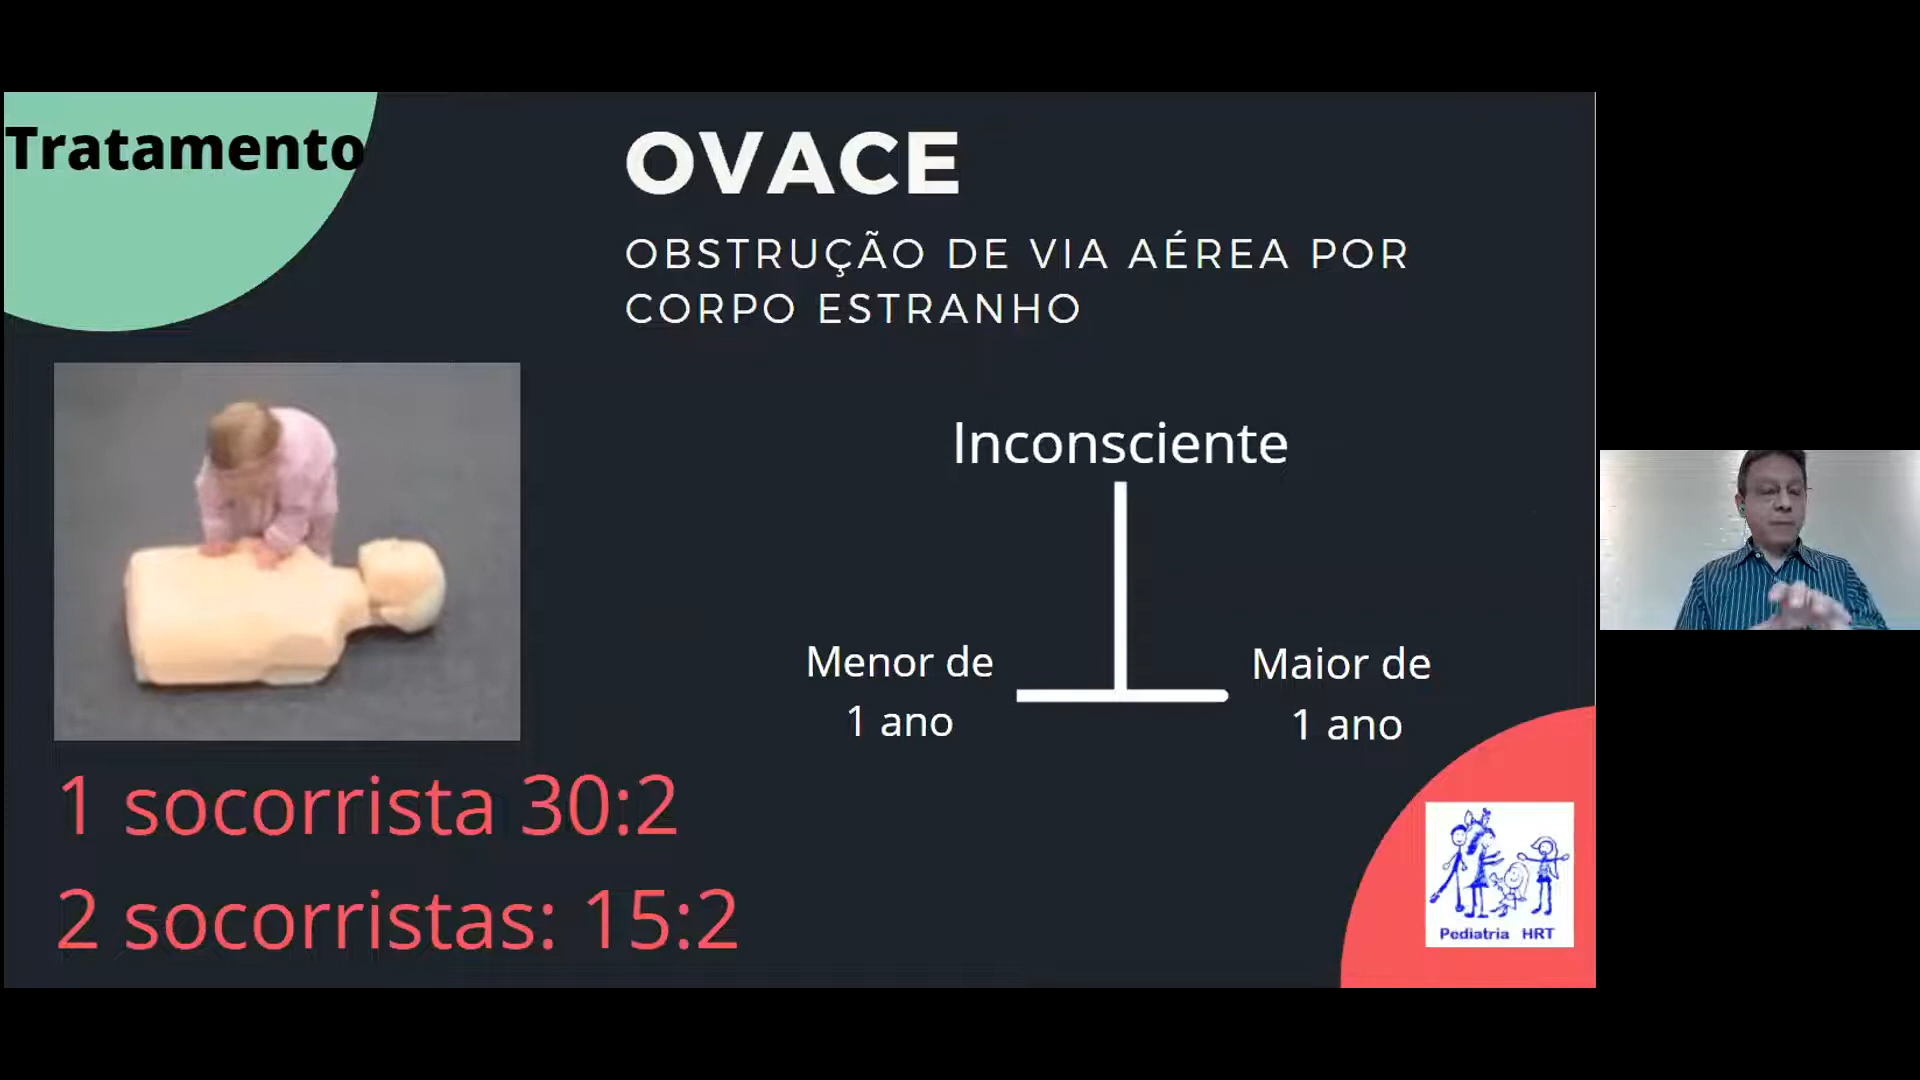 Tratamento
OVACE
OBSTRUÇÃO DE VIA AÉREA POR
CORPO ESTRANHO
Inconsciente
Menor de
1 ano
Maior de
1 ano
1 socorrista 30:2
2 socorristas: 15:2
Pediatria HRT